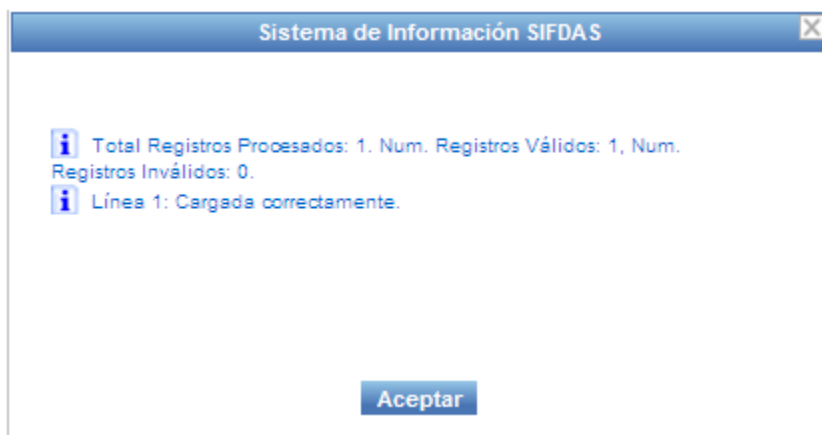 Sistema de Información SIFDAS
Total Registros Procesados: 1. Num. Registros Válidos: 1, Num.
Registros Inválidos: 0.
Línea 1: Cargada correctamente.
Aceptar